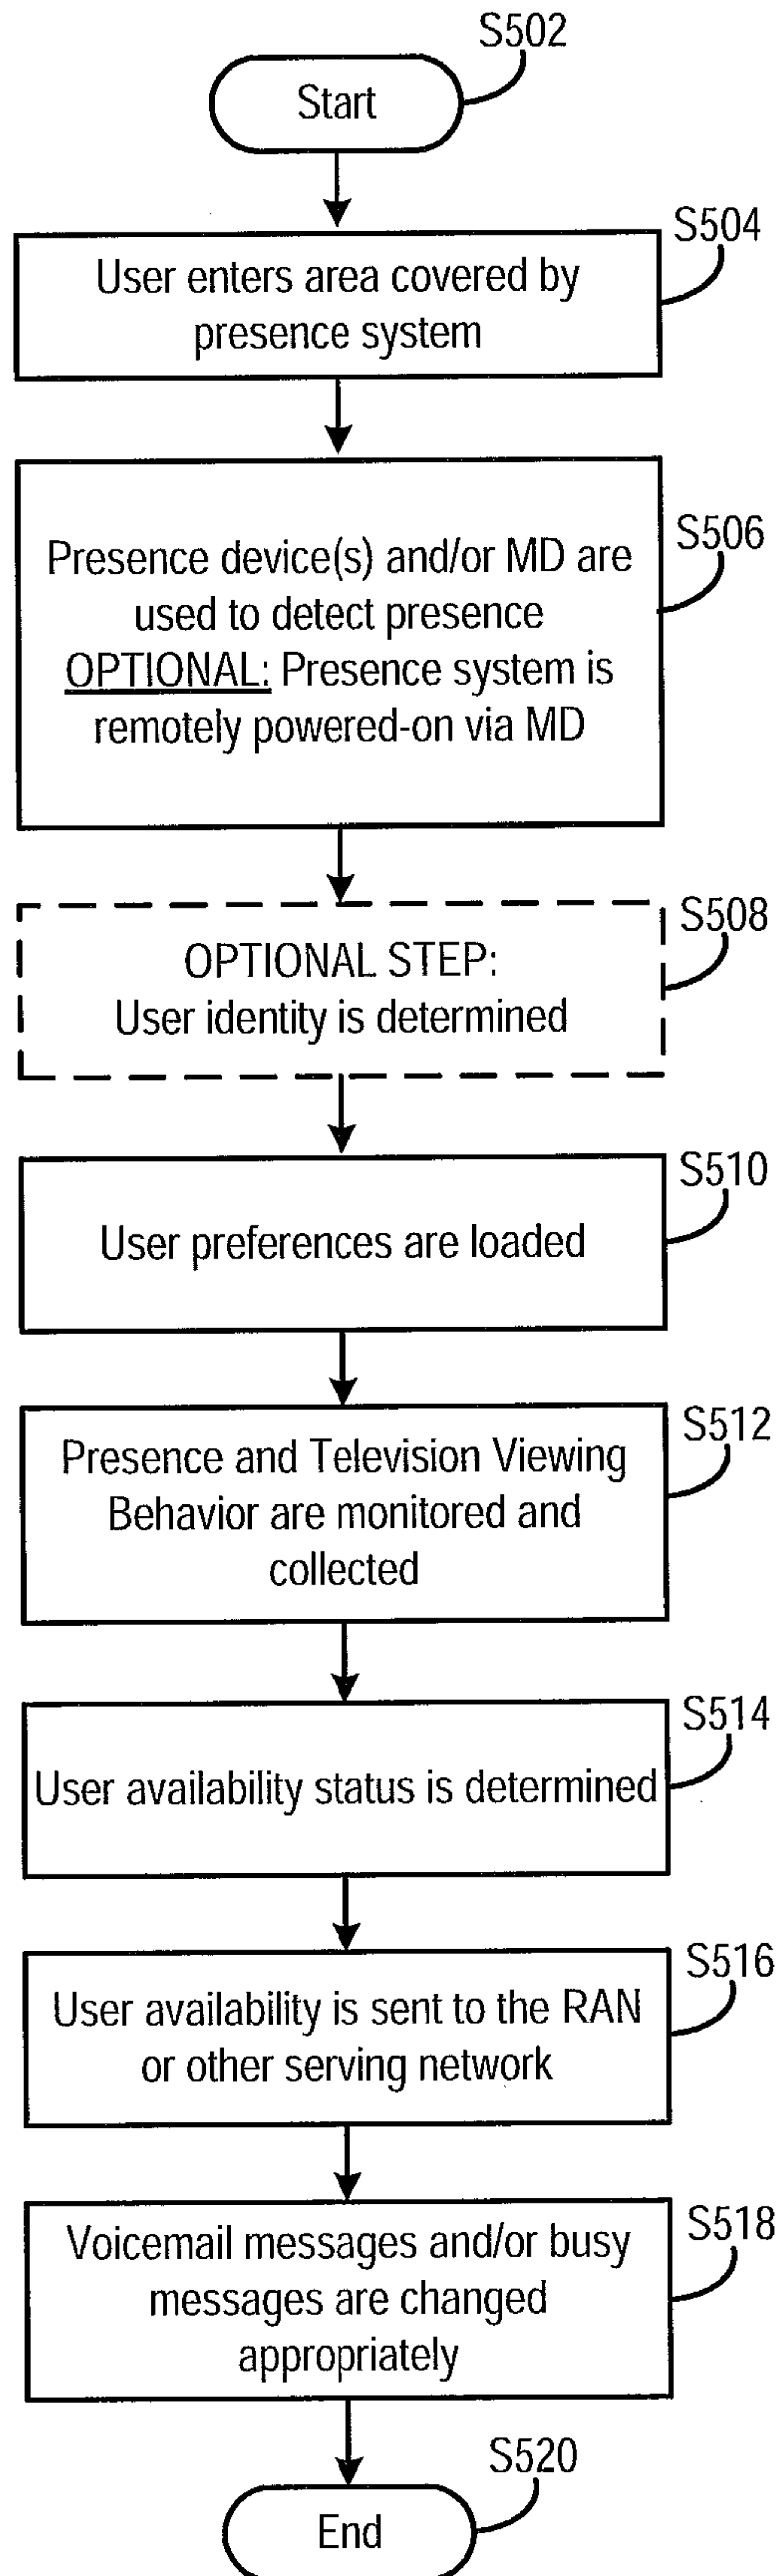 S502
Start
S504
User enters area covered by
presence system
S506
Presence device(s) and/or MD are
used to detect presence
OPTIONAL: Presence system is
remotely powered-on via MD
S508
OPTIONAL STEP:
User identity is determined
S510
User preferences are loaded
S512
Presence and Television Viewing
Behavior are monitored and
collected
S514
User availability status is determined
S516
User availability is sent to the RAN
or other serving network
S518
Voicemail messages and/or busy
messages are changed
appropriately
S520
End